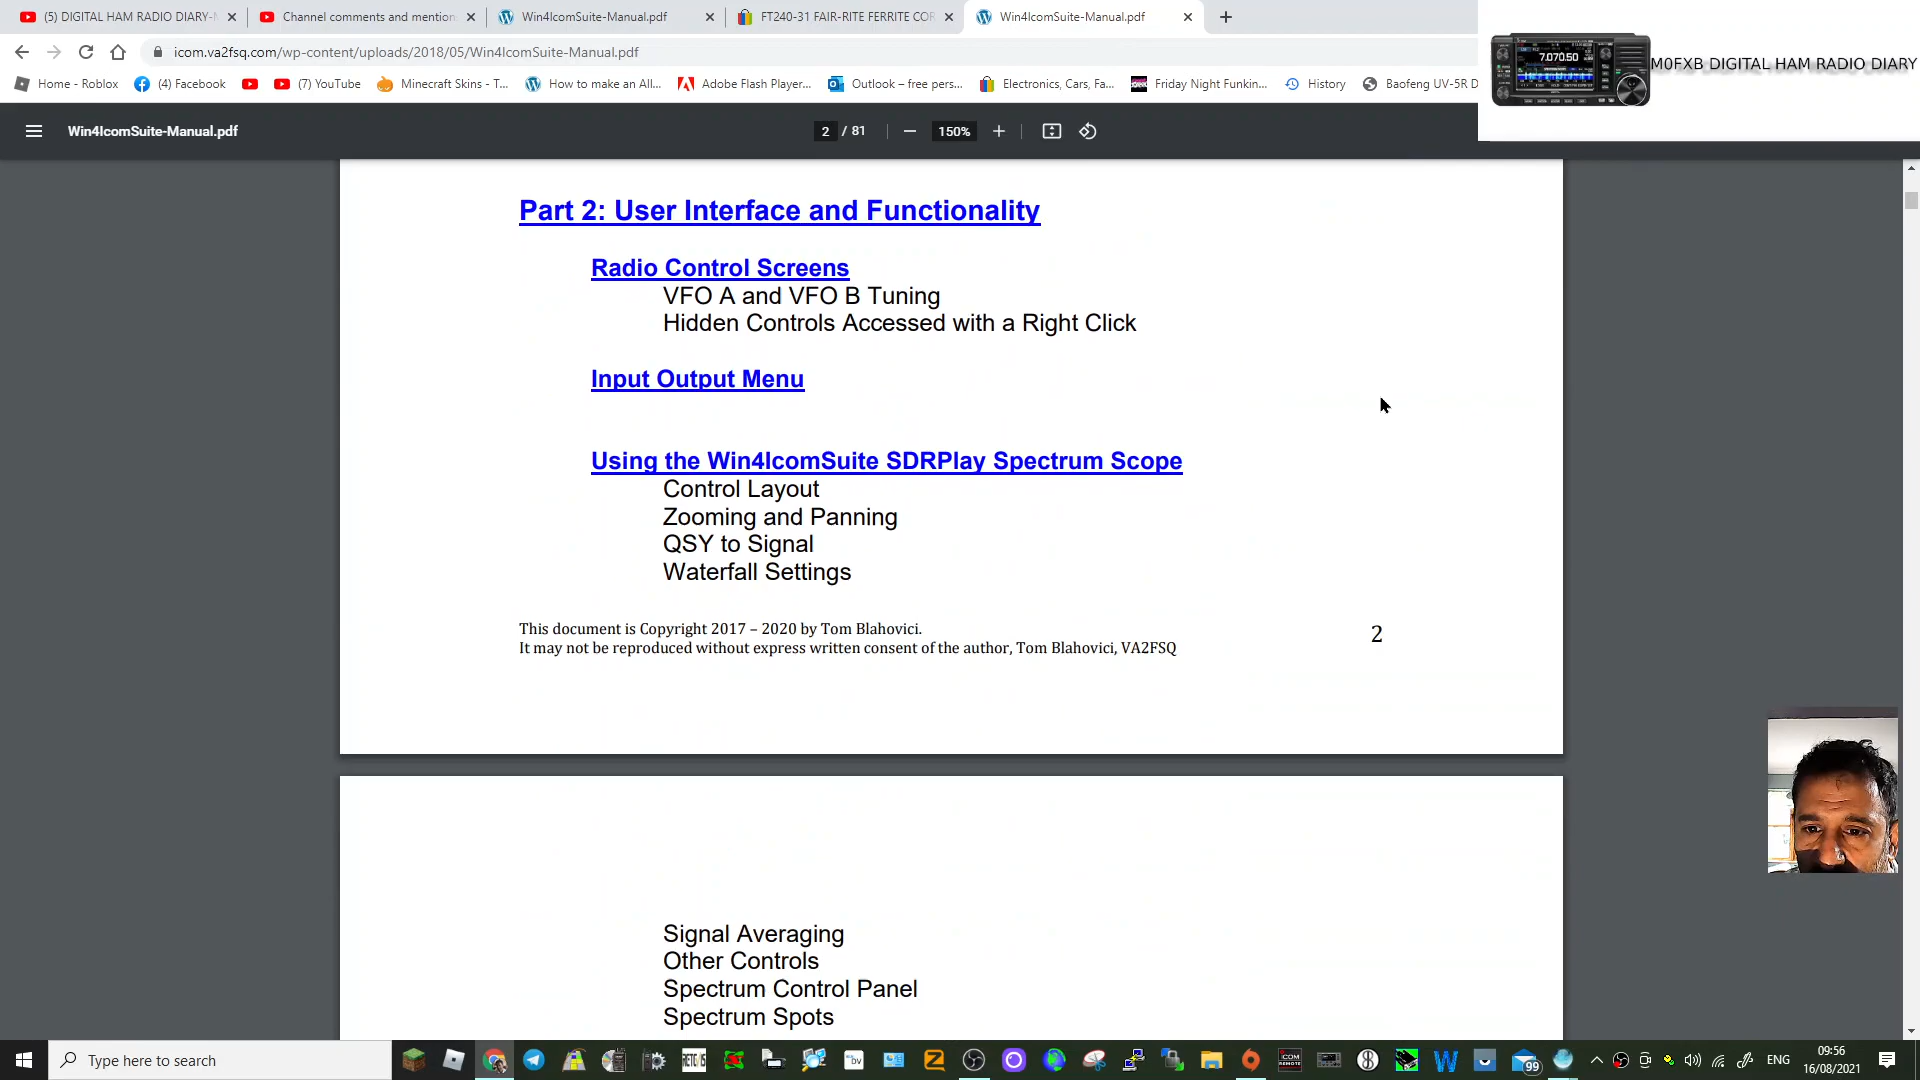 (5) DIGITAL HAM RADIO DIARY-M
Channel comments and mention
Win4IcomSuite-Manual.pdf
FT240-31 FAIR-RITE FERRITE COR
Win4IcomSuite-Manual.pdf
icom.va2fsq.com/wp-content/uploads/2018/05/Win4IcomSuite-Manual.pdf
7.070.50
M0FXB DIGITAL HAM RADIO DIARY
Home - Roblox
(4) Facebook
(7) YouTube
Minecraft Skins - T...
How to make an All...
Adobe Flash Player...
Outlook – free pers...
Electronics, Cars, Fa...
Friday Night Funkin...
History
Baofeng UV-5R D
Win4IcomSuite-Manual.pdf
2 / 81
150%
Part 2: User Interface and Functionality
Radio Control Screens
VFO A and VFO B Tuning
Hidden Controls Accessed with a Right Click
Input Output Menu
Using the Win4IcomSuite SDRPlay Spectrum Scope
Control Layout
Zooming and Panning
QSY to Signal
Waterfall Settings
This document is Copyright 2017 – 2020 by Tom Blahovici.
It may not be reproduced without express written consent of the author, Tom Blahovici, VA2FSQ
2
Signal Averaging
Other Controls
Spectrum Control Panel
Spectrum Spots
Type here to search
99
ENG
09:56
16/08/2021